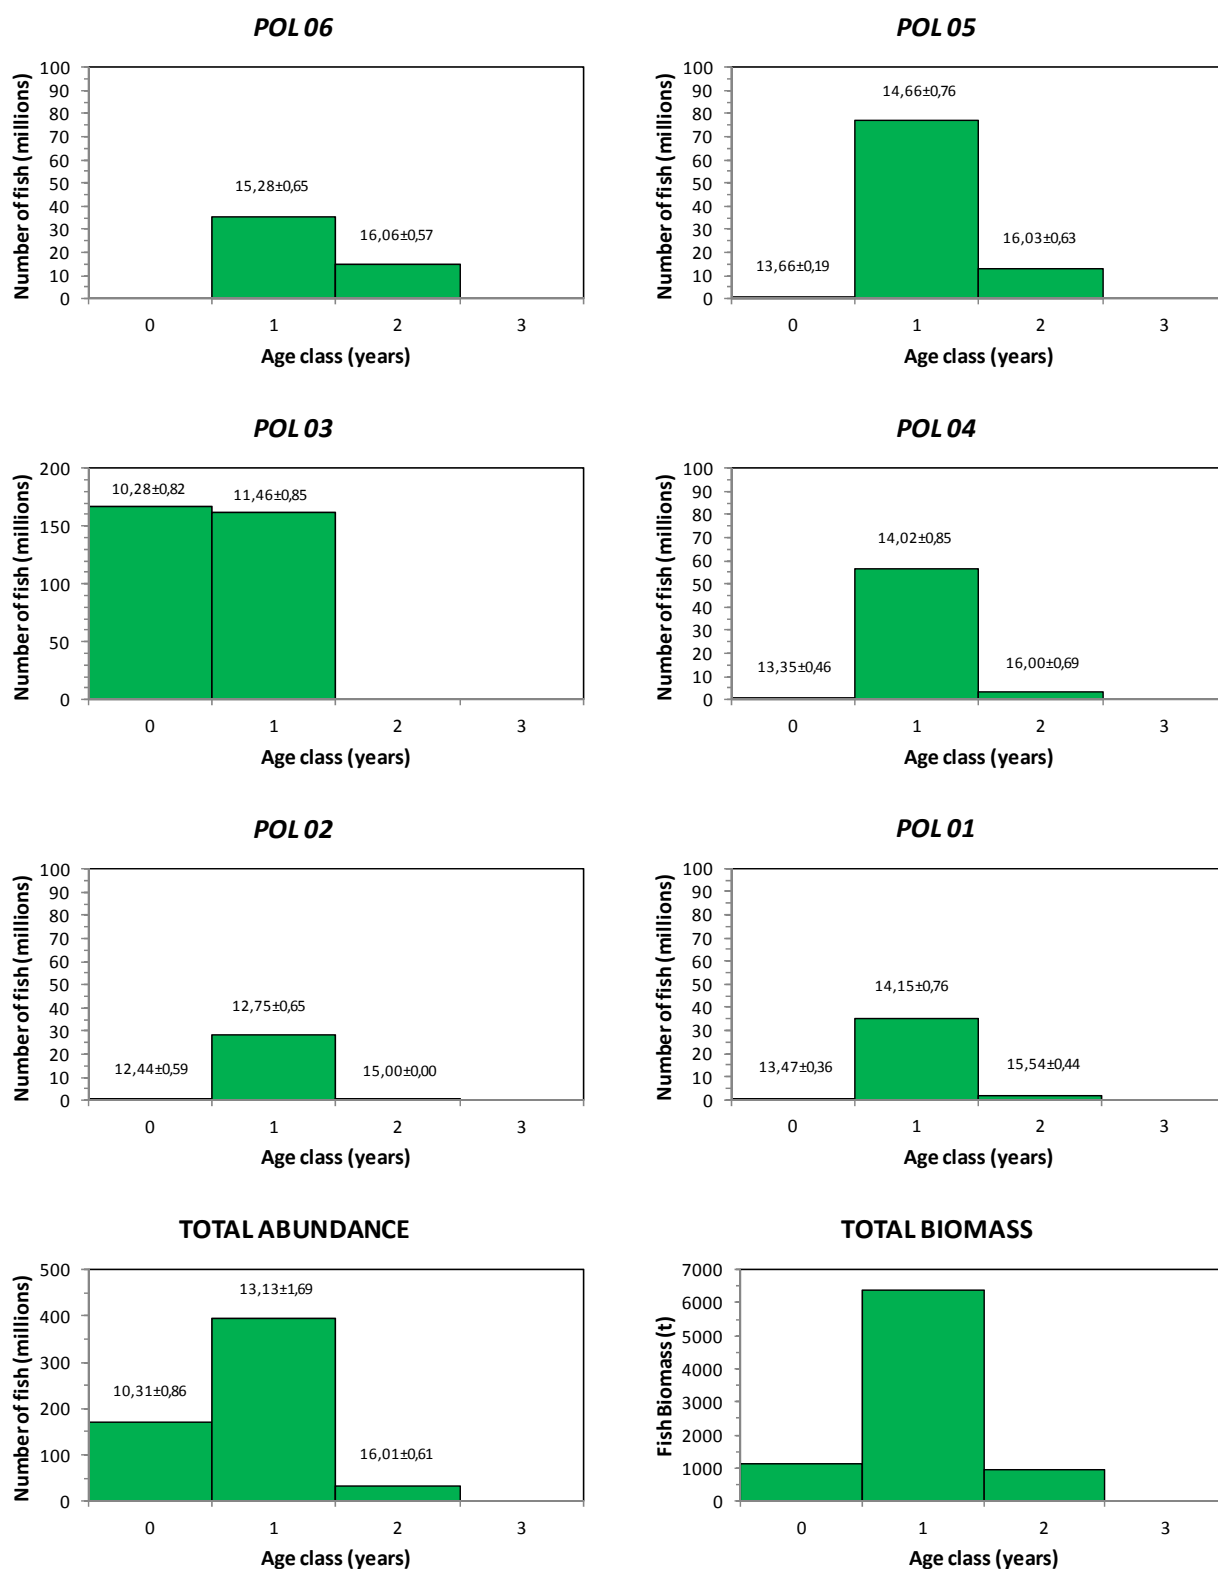 POL 06
Number of fish (millions)
100
90
80
70
60
50
40
30
20
10
0
15,28±0,65
16,06±0,57
0 1 2 3
Age class (years)
POL 05
Number of fish (millions)
100
90
80
70
60
50
40
30
20
10
0
14,66±0,76
13,66±0,19
16,03±0,63
0 1 2 3
Age class (years)
POL 03
Number of fish (millions)
200
150
100
50
0
10,28±0,82
11,46±0,85
0 1 2 3
Age class (years)
POL 04
Number of fish (millions)
100
90
80
70
60
50
40
30
20
10
0
14,02±0,85
13,35±0,46
16,00±0,69
0 1 2 3
Age class (years)
POL 02
Number of fish (millions)
100
90
80
70
60
50
40
30
20
10
0
12,75±0,65
12,44±0,59
15,00±0,00
0 1 2 3
Age class (years)
POL 01
Number of fish (millions)
100
90
80
70
60
50
40
30
20
10
0
14,15±0,76
13,47±0,36
15,54±0,44
0 1 2 3
Age class (years)
TOTAL ABUNDANCE
Number of fish (millions)
500
400
300
200
100
0
13,13±1,69
10,31±0,86
16,01±0,61
0 1 2 3
Age class (years)
TOTAL BIOMASS
Fish Biomass (t)
7000
6000
5000
4000
3000
2000
1000
0
0 1 2 3
Age class (years)